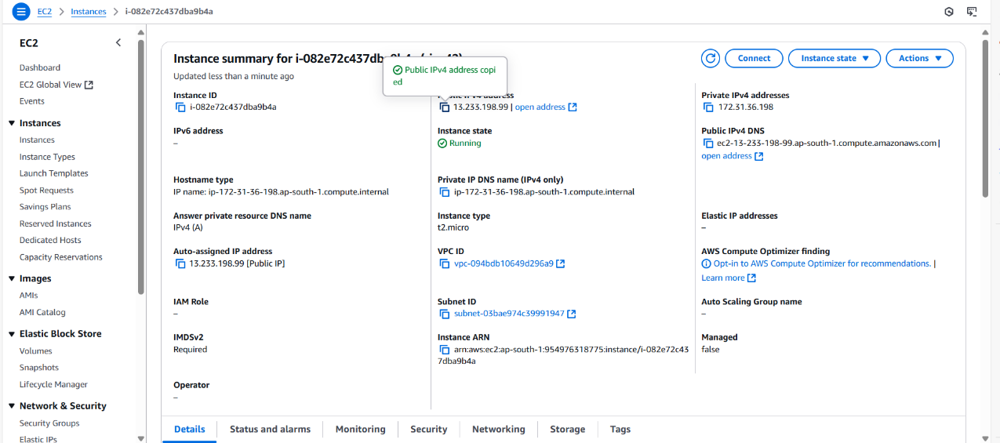 EC2 > Instances > i-082e72c437dba9b4a
EC2
Dashboard
EC2 Global View
Events
Instances
Instances
Instance Types
Launch Templates
Spot Requests
Savings Plans
Reserved Instances
Dedicated Hosts
Capacity Reservations
Images
AMIs
AMI Catalog
Elastic Block Store
Volumes
Snapshots
Lifecycle Manager
Network & Security
Security Groups
Elastic IPs
Instance summary for i-082e72c437db
Updated less than a minute ago
Connect
Instance state
Actions
Public IPv4 address copi
ed
Instance ID
i-082e72c437dba9b4a
address
13.233.198.99 | open address
Private IPv4 addresses
172.31.36.198
IPv6 address
–
Instance state
Running
Public IPv4 DNS
ec2-13-233-198-99.ap-south-1.compute.amazonaws.com |
open address
Hostname type
IP name: ip-172-31-36-198.ap-south-1.compute.internal
Private IP DNS name (IPv4 only)
ip-172-31-36-198.ap-south-1.compute.internal
Answer private resource DNS name
IPv4 (A)
Instance type
t2.micro
Elastic IP addresses
–
Auto-assigned IP address
13.233.198.99 [Public IP]
VPC ID
vpc-094bdb10649d296a9
AWS Compute Optimizer finding
Opt-in to AWS Compute Optimizer for recommendations. |
Learn more
IAM Role
–
Subnet ID
subnet-03bae974c39991947
Auto Scaling Group name
–
IMDSv2
Required
Instance ARN
arn:aws:ec2:ap-south-1:954976318775:instance/i-082e72c43
7dba9b4a
Managed
false
Operator
–
Details
Status and alarms
Monitoring
Security
Networking
Storage
Tags